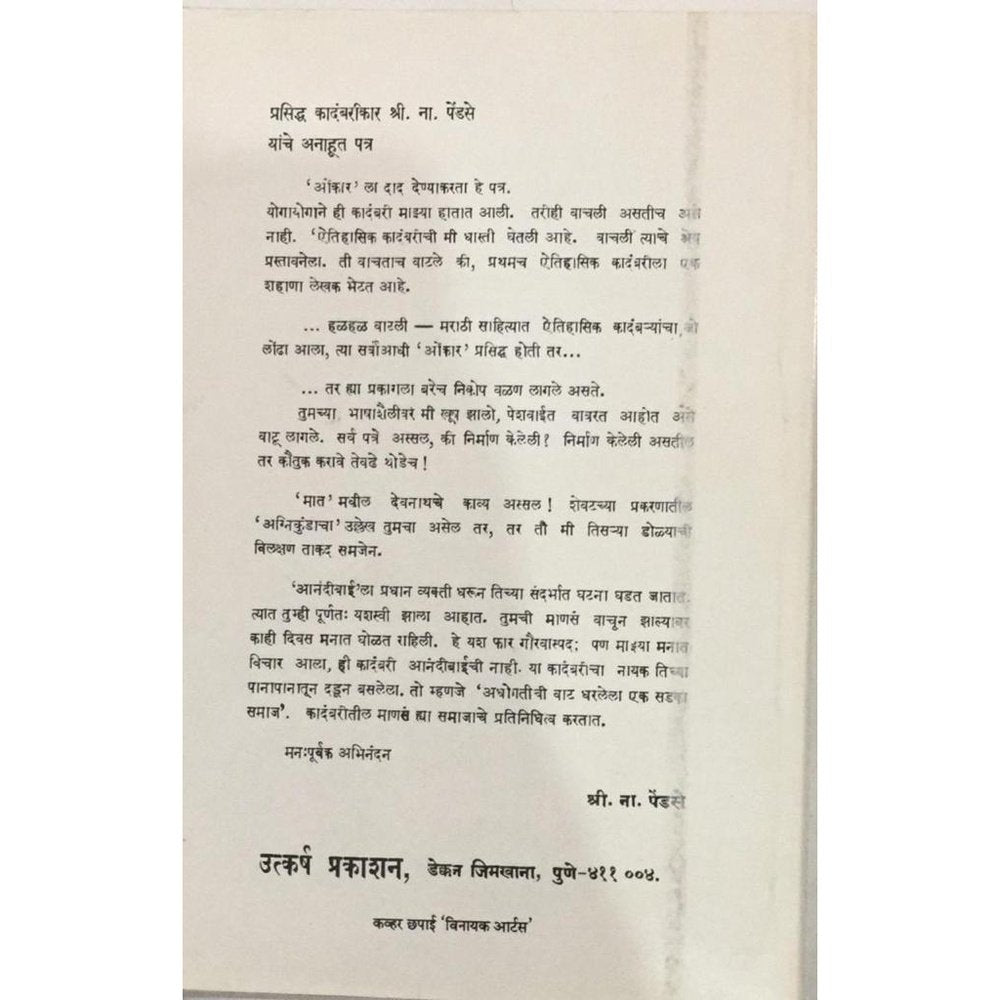 प्रसिद्ध कादंबरीकार श्री. ना. पेंडसे
यांचे अनाहूत पत्र
‘ओंकार’ ला दाद देण्याकरता हे पत्र.
योगायोगाने ही कादंबरी माझ्या हातात आली. तरीही वाचली असतीच असे
नाही. ‘ऐतिहासिक कादंबरीची मी धास्ती घेतली आहे. वाचली त्याचे श्रेय
प्रस्तावनेला. ती वाचताच वाटले की, प्रथमच ऐतिहासिक कादंबरीला एक
शहाणा लेखक भेटत आहे.
... हळहळ वाटली — मराठी साहित्यात ऐतिहासिक कादंबऱ्यांचा जो
लोंढा आला, त्या सर्वांआधी ‘ओंकार’ प्रसिद्ध होती तर...
... तर ह्या प्रकाराला बरेच निकोप वळण लागले असते.
तुमच्या भाषाशैलीवर मी खूष झालो, पेशवाईत वावरत आहोत असे
वाटू लागले. सर्व पत्रे अस्सल, की निर्माण केलेली? निर्माण केलेली असतील
तर कौतुक करावे तेवढे थोडेच!
‘मात’ मधील देवनाथचे काव्य अस्सल! शेवटच्या प्रकरणातील
‘अग्निकुंडाचा’ उल्लेख तुमचा असेल तर, तर तो मी तिसऱ्या डोळ्याची
विलक्षण ताकद समजेन.
‘आनंदीबाई’ला प्रधान व्यक्ती धरून तिच्या संदर्भात घटना घडत जातात.
त्यात तुम्ही पूर्णतः यशस्वी झाला आहात. तुमची माणसं वाचून झाल्यावर
काही दिवस मनात घोळत राहिली. हे यश फार गौरवास्पद; पण माझ्या मनात
विचार आला, ही कादंबरी आनंदीबाईची नाही. या कादंबरीचा नायक तिच्या
पानापानातून दडून बसलेला. तो म्हणजे ‘अधोगतीची वाट धरलेला एक सडका
समाज’. कादंबरीतील माणसं ह्या समाजाचे प्रतिनिधित्व करतात.
मनःपूर्वक अभिनंदन
श्री. ना. पेंडसे
उत्कर्ष प्रकाशन, डेक्कन जिमखाना, पुणे-४११ ००४.
कव्हर छपाई ‘विनायक आर्टस’